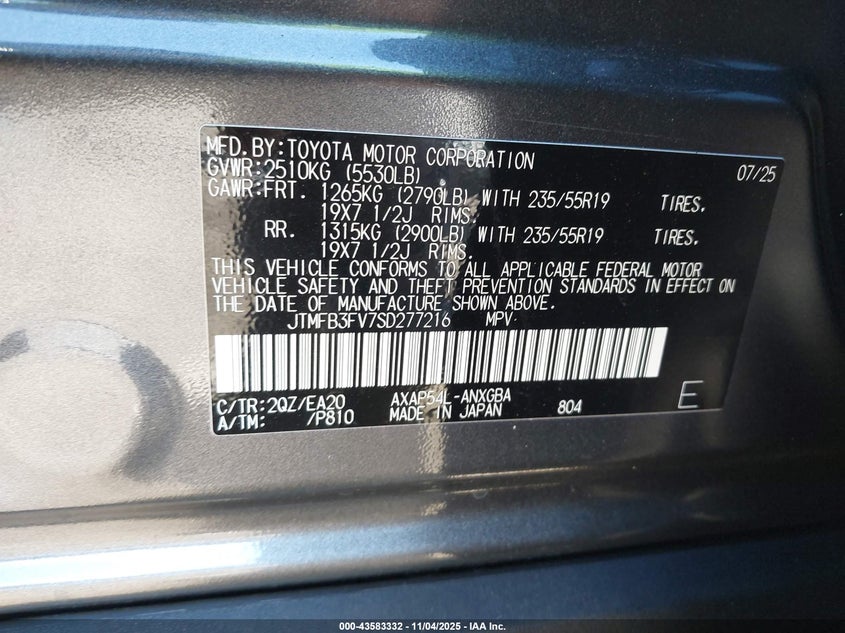 MFD.BY:TOYOTA MOTOR CORPORATION 07/25
GVWR:2510KG (5530LB)
GAWR:FRT. 1265KG (2790LB) WITH 235/55R19 TIRES.
19X7 1/2J RIMS.
RR. 1315KG (2900LB) WITH 235/55R19 TIRES.
19X7 1/2J RIMS.
THIS VEHICLE CONFORMS TO ALL APPLICABLE FEDERAL MOTOR
VEHICLE SAFETY AND THEFT PREVENTION STANDARDS IN EFFECT ON
THE DATE OF MANUFACTURE SHOWN ABOVE.
JTMFB3FV7SD277216 MPV
C/TR:2QZ/EA20 AXAP54L-ANXGBA
A/TM: /P810 MADE IN JAPAN 804 E
000-43583332 - 11/04/2025 - IAA Inc.